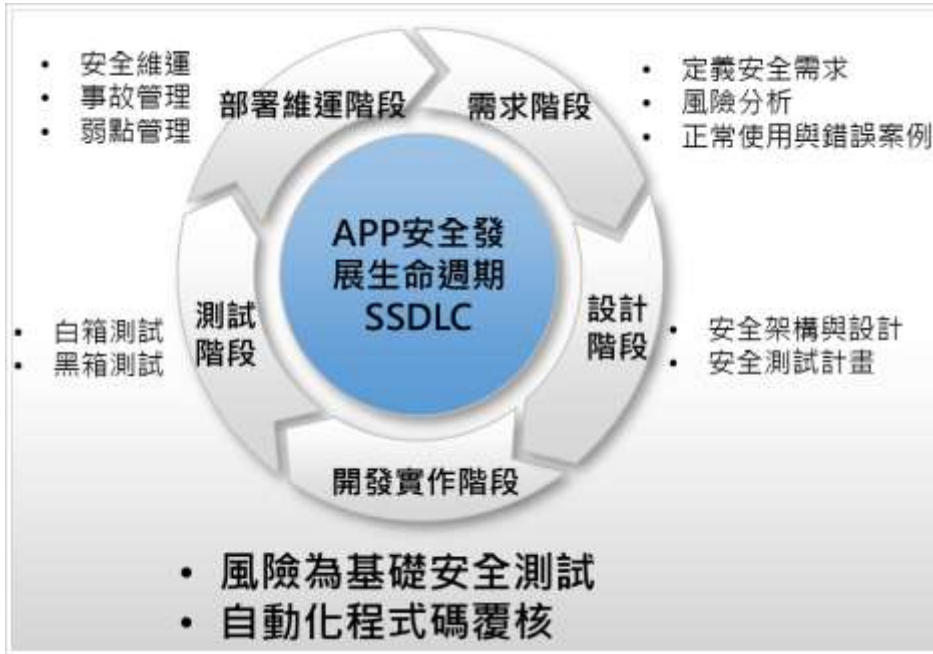 APP安全發
展生命週期
SSDLC
需求階段
• 定義安全需求
• 風險分析
• 正常使用與錯誤案例
設計
階段
• 安全架構與設計
• 安全測試計畫
開發實作階段
• 風險為基礎安全測試
• 自動化程式碼覆核
測試
階段
• 白箱測試
• 黑箱測試
部署維運階段
• 安全維運
• 事故管理
• 弱點管理